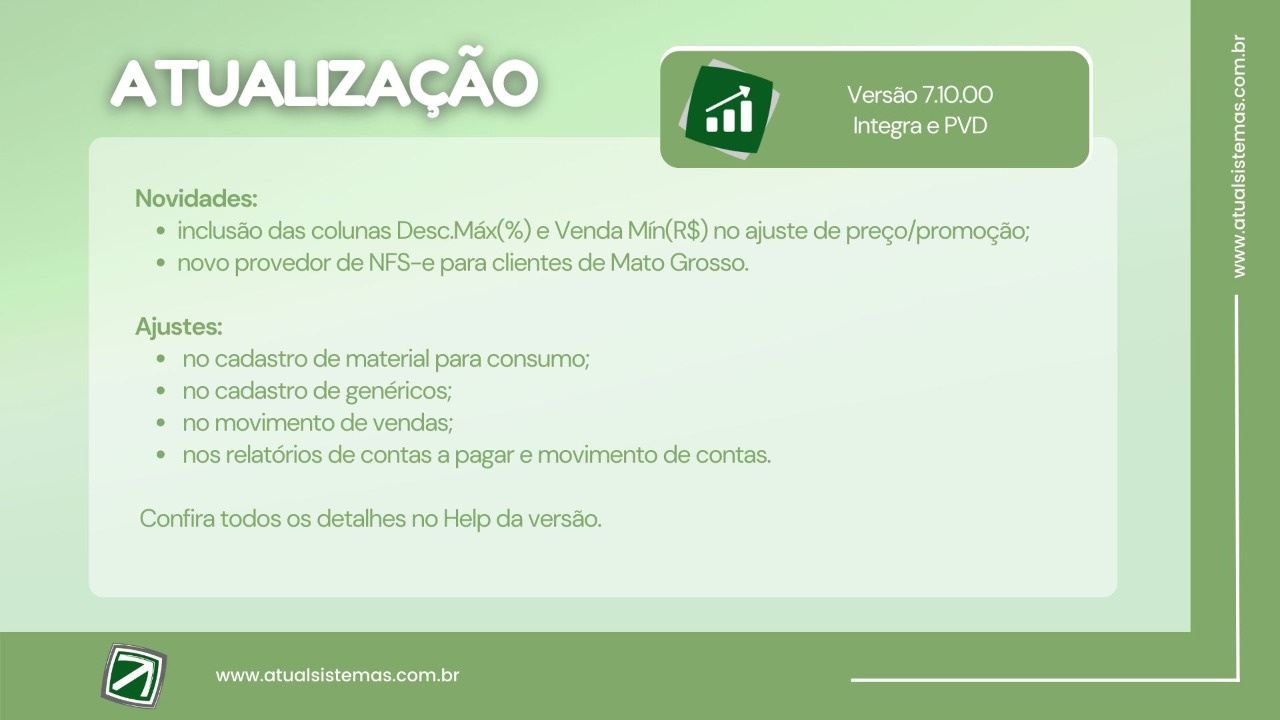 ATUALIZAÇÃO
Versão 7.10.00
Integra e PVD
Novidades:
• inclusão das colunas Desc.Máx(%) e Venda Mín(R$) no ajuste de preço/promoção;
• novo provedor de NFS-e para clientes de Mato Grosso.
Ajustes:
• no cadastro de material para consumo;
• no cadastro de genéricos;
• no movimento de vendas;
• nos relatórios de contas a pagar e movimento de contas.
Confira todos os detalhes no Help da versão.
www.atualsistemas.com.br
www.atualsistemas.com.br